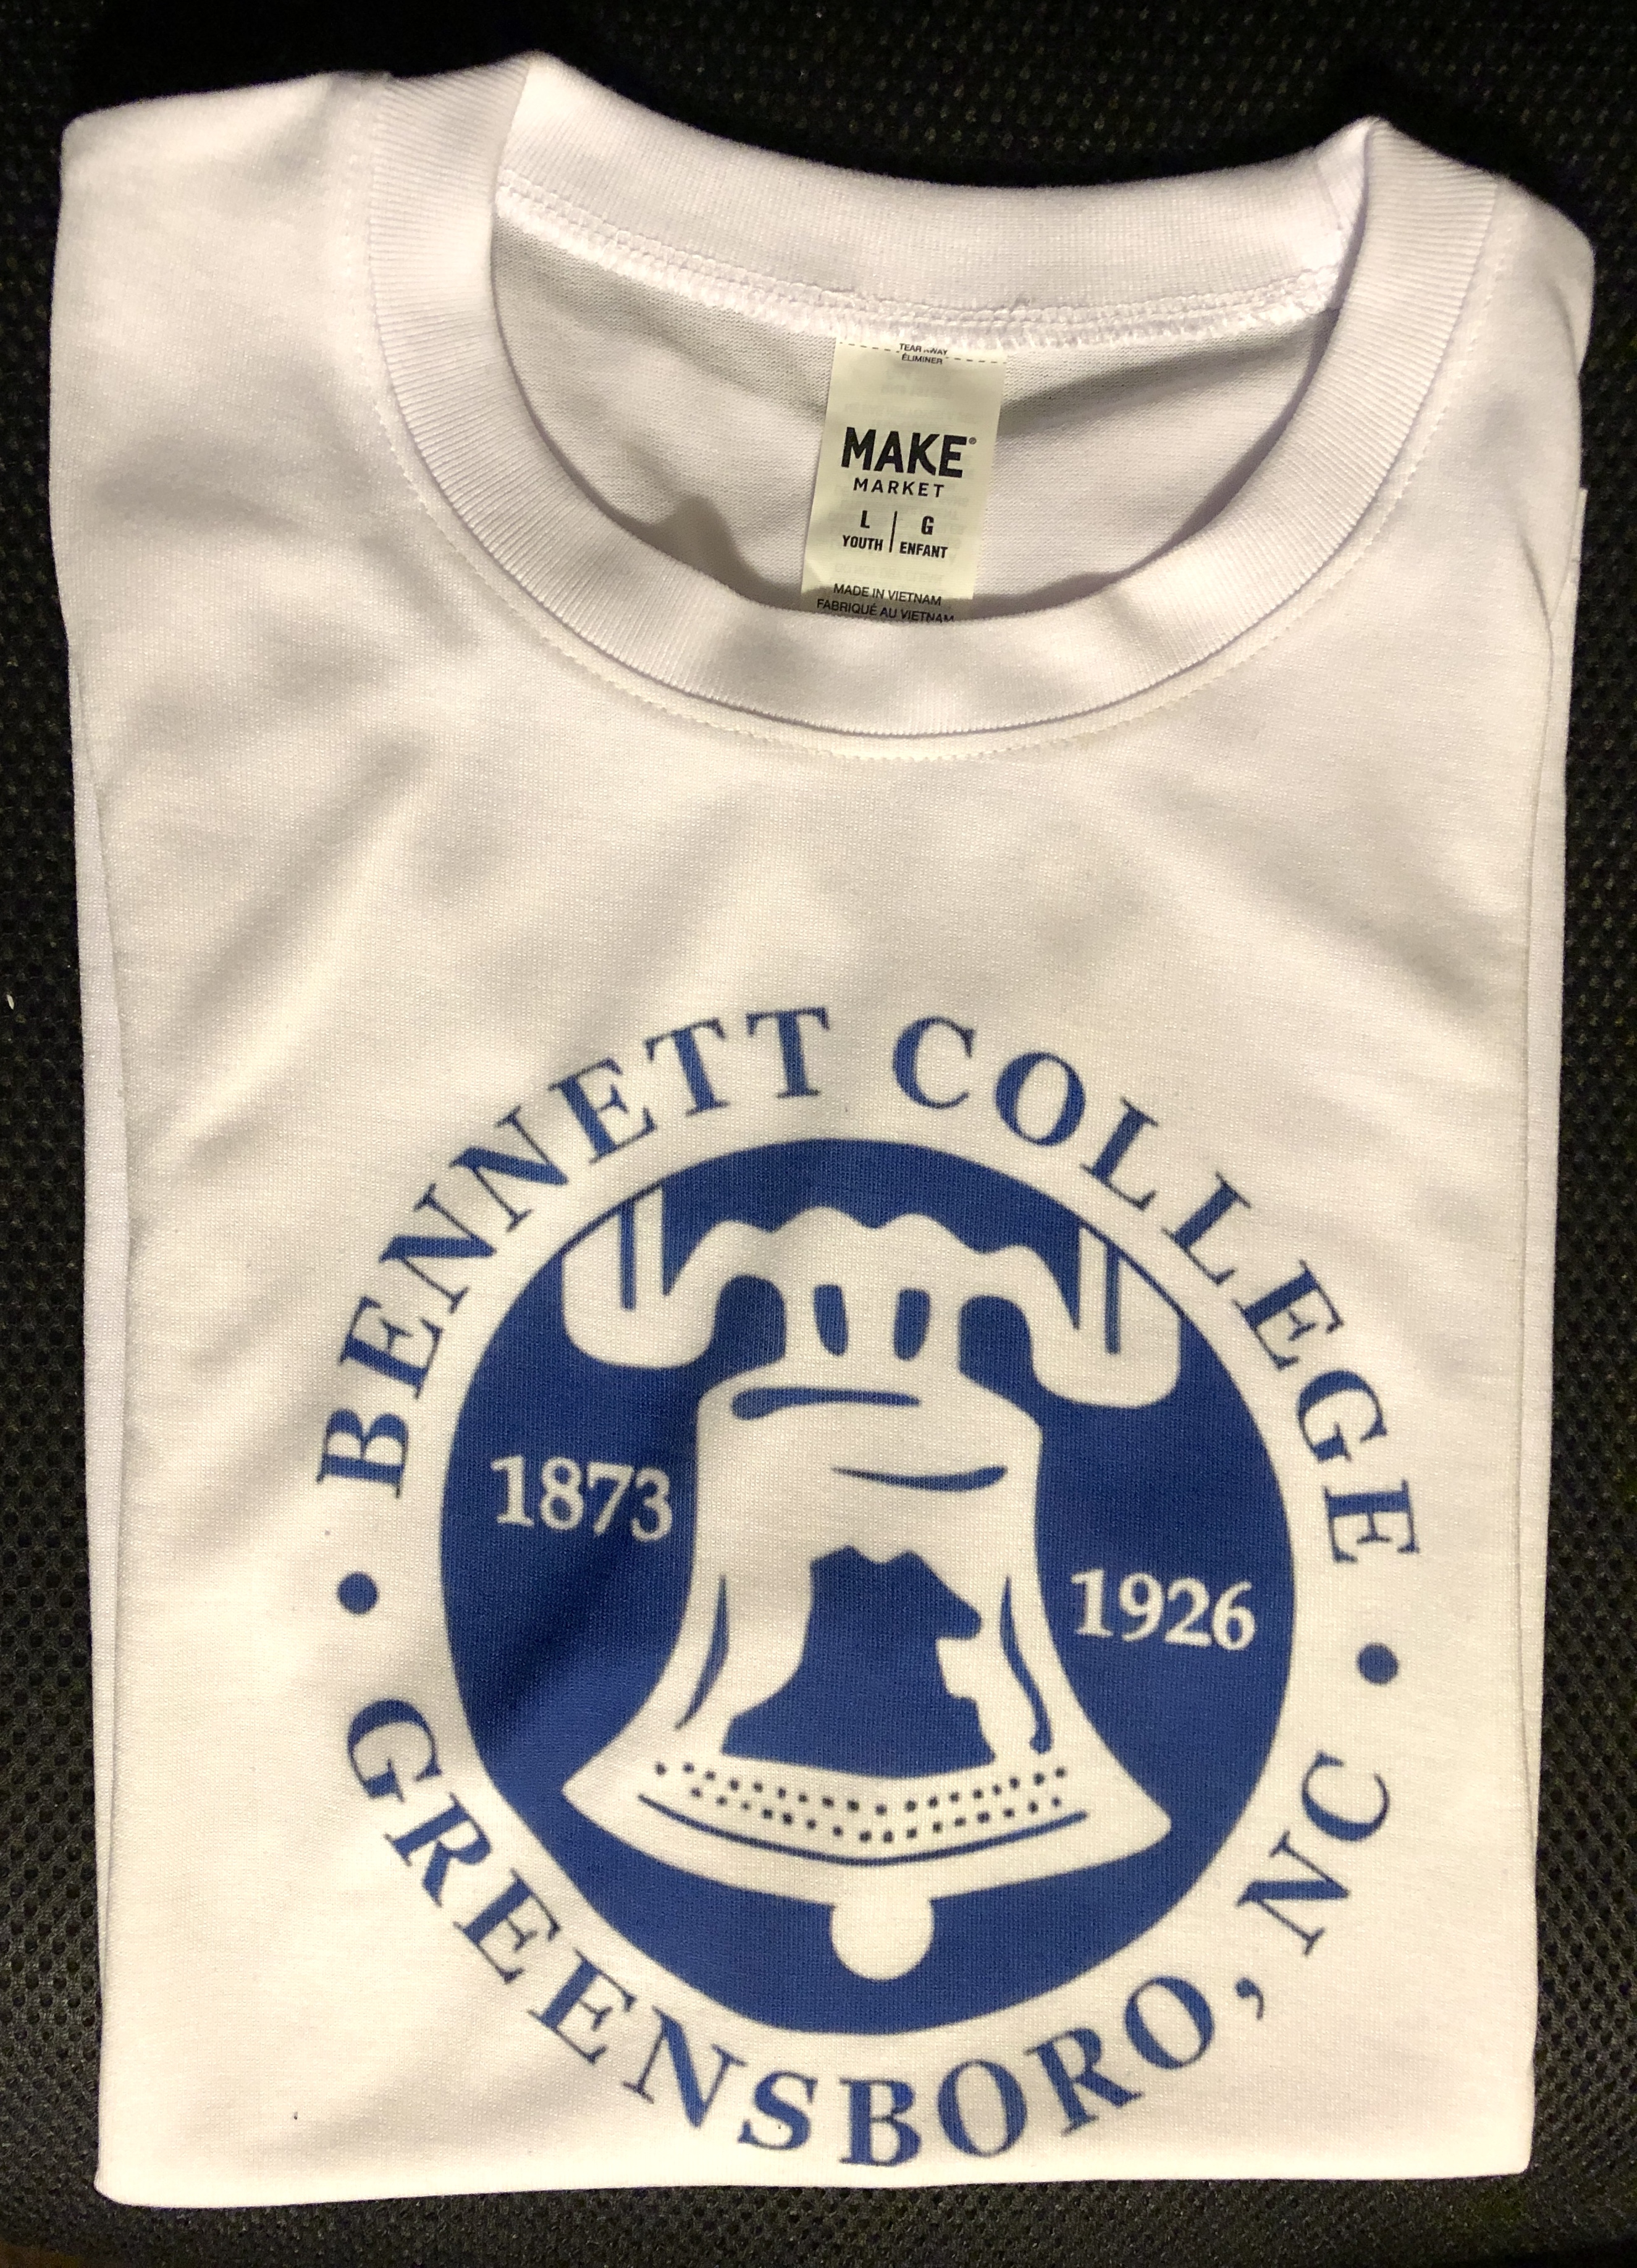 TEAR AWAY
ÉLIMINER
MAKE®
MARKET
L | G
YOUTH | ENFANT
MADE IN VIETNAM
FABRIQUÉ AU VIETNAM
BENNETT COLLEGE
1873
1926
• GREENSBORO, NC •